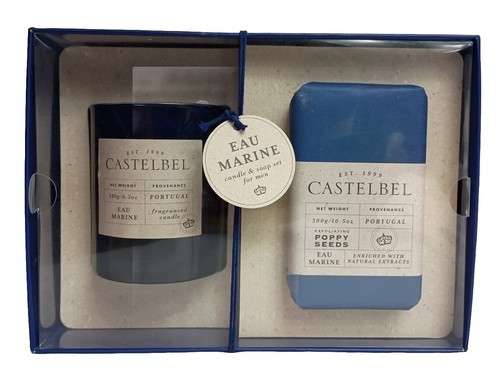 EST. 1999
CASTELBEL
NET WEIGHT
PROVENANCE
PORTUGAL
EAU
MARINE
fragranced
candle
EAU
MARINE
candle & soap set
for men
EST. 1999
CASTELBEL
NET WEIGHT
PROVENANCE
300g/10.5oz
PORTUGAL
EXFOLIATING
POPPY
SEEDS
EAU
MARINE
ENRICHED WITH
NATURAL EXTRACTS